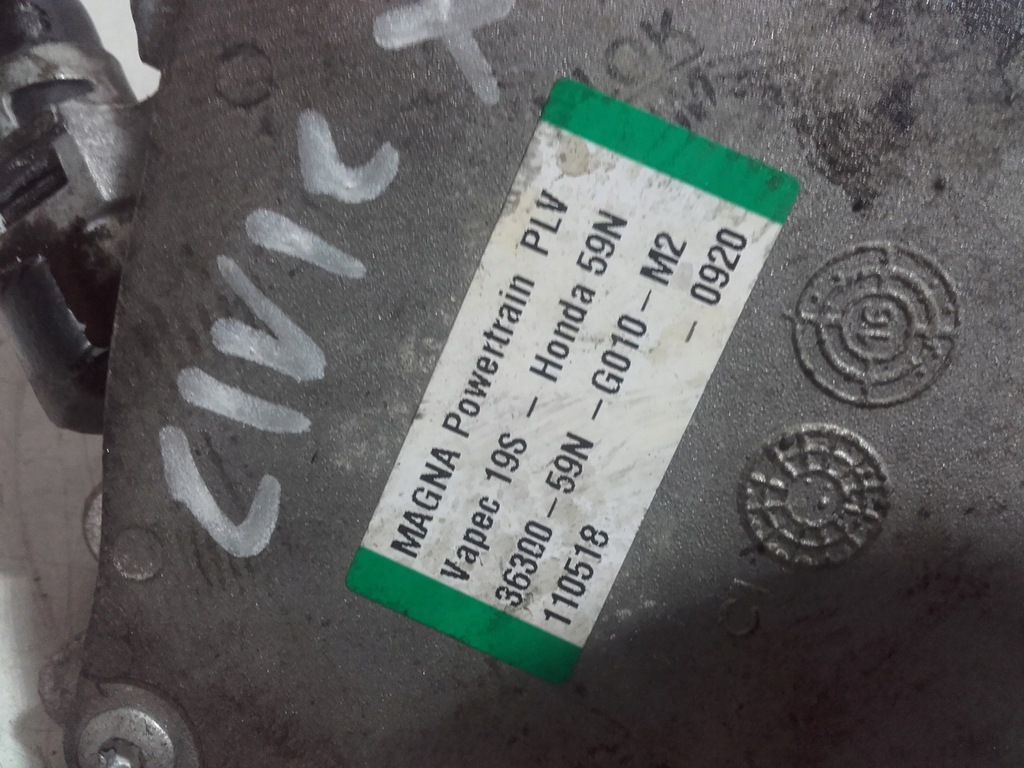 CIVIC
MAGNA Powertrain PLV
Vapec 19S - Honda 59N
36300-59N-G010-M2
110518 - 0920